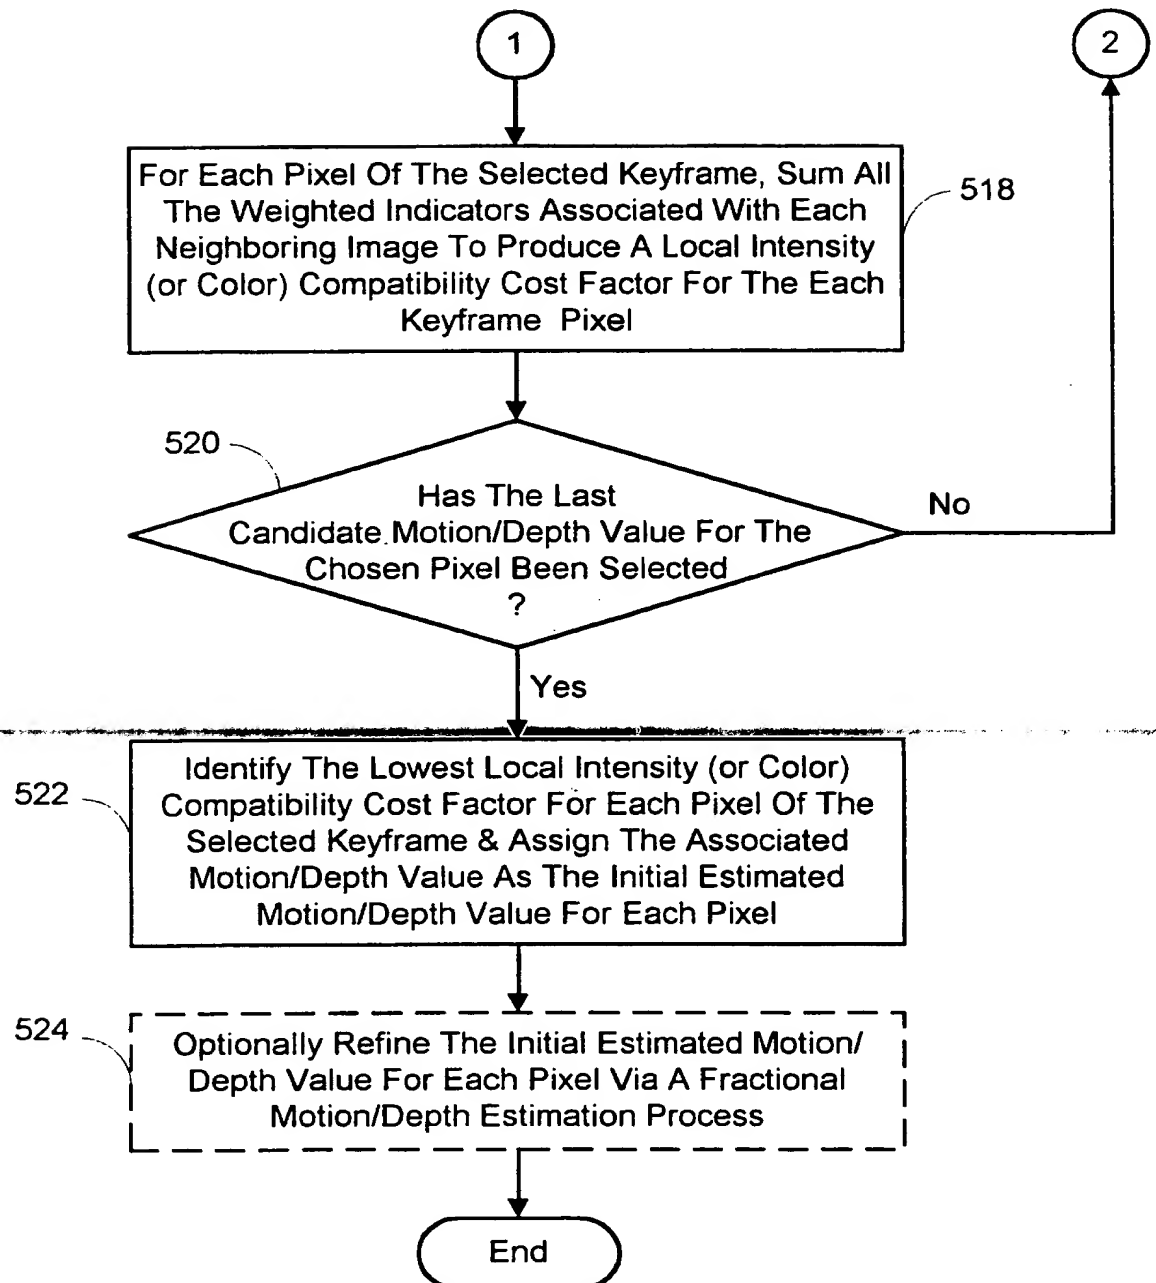 1
2
For Each Pixel Of The Selected Keyframe, Sum All
The Weighted Indicators Associated With Each
Neighboring Image To Produce A Local Intensity
(or Color) Compatibility Cost Factor For The Each
Keyframe Pixel
518
520
Has The Last
Candidate Motion/Depth Value For The
Chosen Pixel Been Selected
?
No
Yes
522
Identify The Lowest Local Intensity (or Color)
Compatibility Cost Factor For Each Pixel Of The
Selected Keyframe & Assign The Associated
Motion/Depth Value As The Initial Estimated
Motion/Depth Value For Each Pixel
524
Optionally Refine The Initial Estimated Motion/
Depth Value For Each Pixel Via A Fractional
Motion/Depth Estimation Process
End